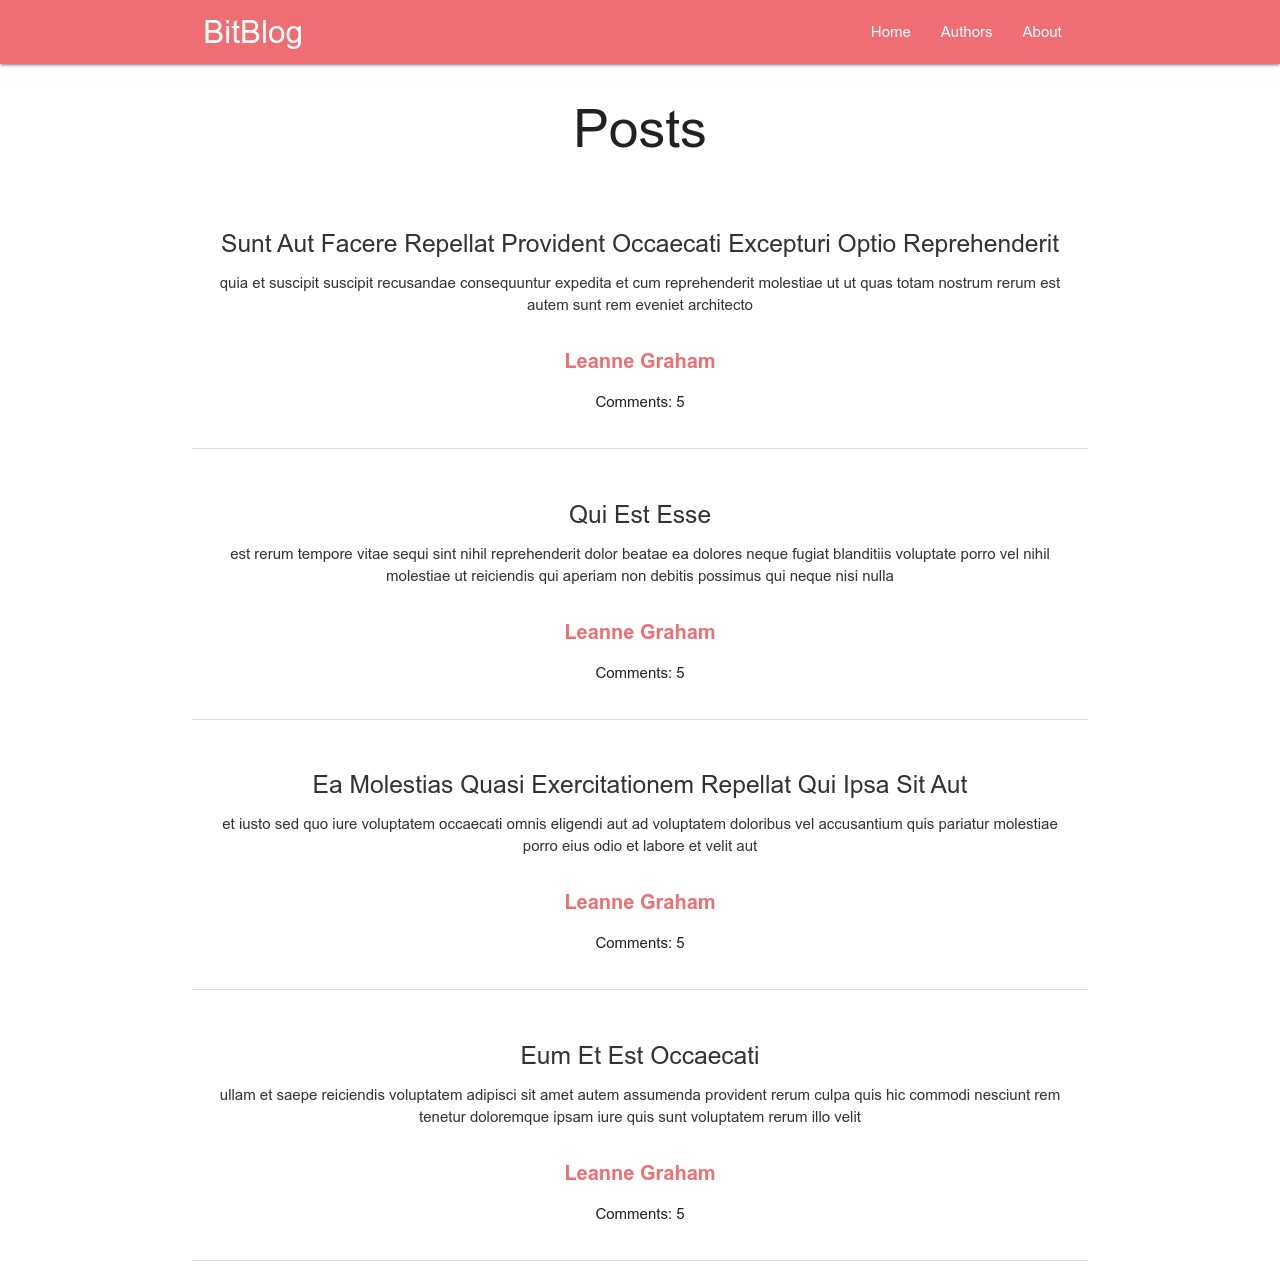 BitBlog
Home Authors About
Posts
Sunt Aut Facere Repellat Provident Occaecati Excepturi Optio Reprehenderit
quia et suscipit suscipit recusandae consequuntur expedita et cum reprehenderit molestiae ut ut quas totam nostrum rerum est
autem sunt rem eveniet architecto
Leanne Graham
Comments: 5
Qui Est Esse
est rerum tempore vitae sequi sint nihil reprehenderit dolor beatae ea dolores neque fugiat blanditiis voluptate porro vel nihil
molestiae ut reiciendis qui aperiam non debitis possimus qui neque nisi nulla
Leanne Graham
Comments: 5
Ea Molestias Quasi Exercitationem Repellat Qui Ipsa Sit Aut
et iusto sed quo iure voluptatem occaecati omnis eligendi aut ad voluptatem doloribus vel accusantium quis pariatur molestiae
porro eius odio et labore et velit aut
Leanne Graham
Comments: 5
Eum Et Est Occaecati
ullam et saepe reiciendis voluptatem adipisci sit amet autem assumenda provident rerum culpa quis hic commodi nesciunt rem
tenetur doloremque ipsam iure quis sunt voluptatem rerum illo velit
Leanne Graham
Comments: 5